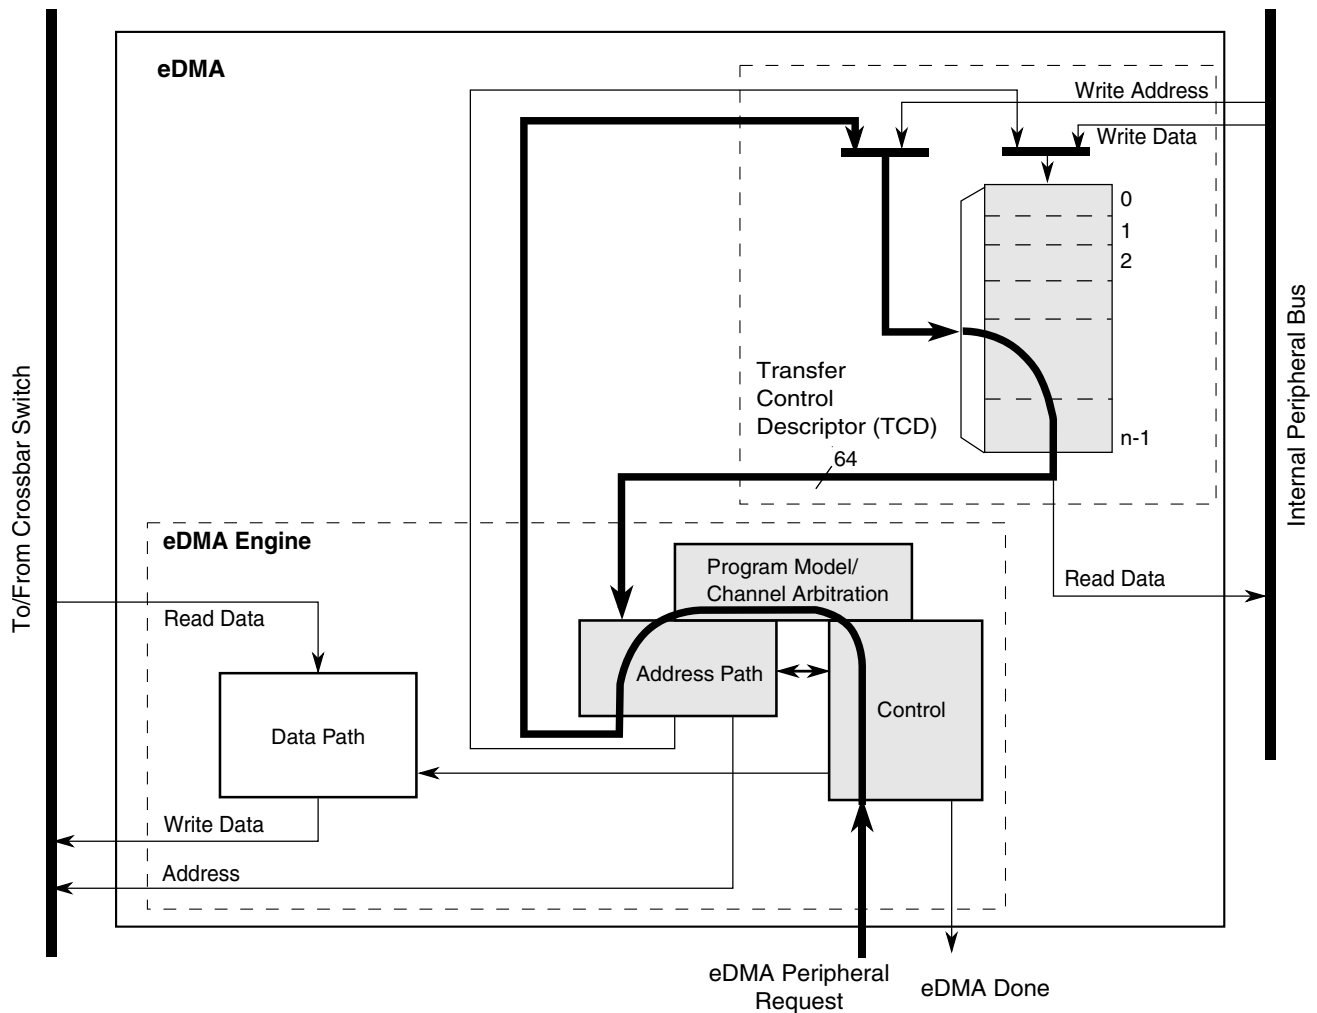 eDMA
Write Address
Write Data
0
1
2
n-1
Transfer
Control
Descriptor (TCD)
64
To/From Crossbar Switch
Internal Peripheral Bus
eDMA Engine
Program Model/
Channel Arbitration
Read Data
Read Data
Address Path
Control
Data Path
Write Data
Address
eDMA Peripheral
Request
eDMA Done